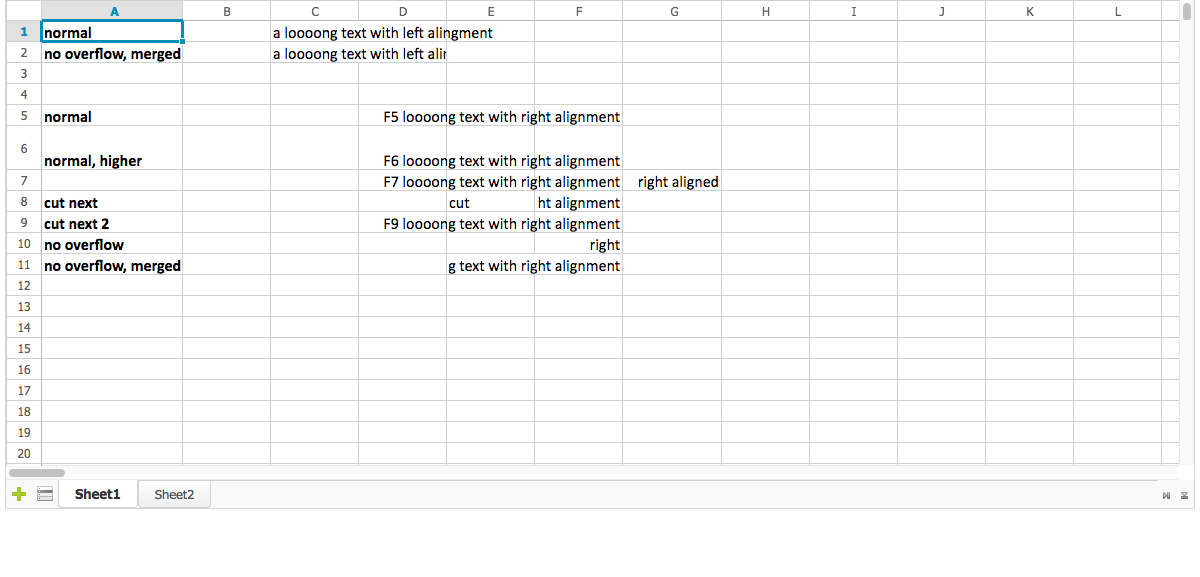 A B C D E F G H I J K L
1 normal a loooong text with left alingment
2 no overflow, merged a loooong text with left alir
3
4
5 normal F5 loooong text with right alignment
6 normal, higher F6 loooong text with right alignment
7 F7 loooong text with right alignment right aligned
8 cut next cut ht alignment
9 cut next 2 F9 loooong text with right alignment
10 no overflow right
11 no overflow, merged g text with right alignment
12
13
14
15
16
17
18
19
20
Sheet1 Sheet2